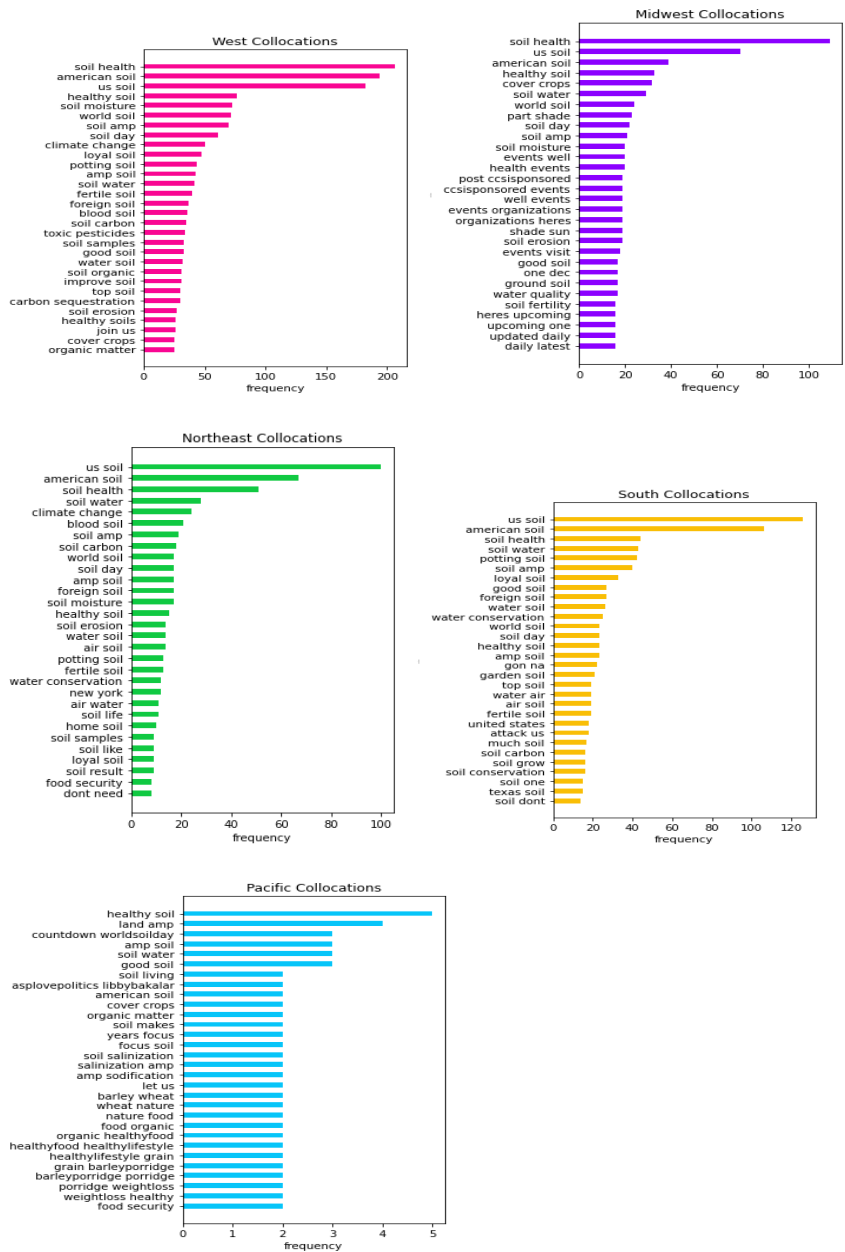 West Collocations
soil health
american soil
us soil
healthy soil
soil moisture
world soil
soil amp
soil day
climate change
loyal soil
potting soil
amp soil
soil water
fertile soil
foreign soil
blood soil
soil carbon
toxic pesticides
soil samples
good soil
water soil
soil organic
improve soil
top soil
carbon sequestration
soil erosion
healthy soils
join us
cover crops
organic matter
0 50 100 150 200
frequency
Midwest Collocations
soil health
us soil
american soil
healthy soil
cover crops
soil water
world soil
part shade
soil day
soil amp
soil moisture
events well
health events
post ccsisponsored
ccsisponsored events
well events
events organizations
organizations heres
shade sun
soil erosion
events visit
good soil
one dec
ground soil
water quality
soil fertility
heres upcoming
upcoming one
updated daily
daily latest
0 20 40 60 80 100
frequency
Northeast Collocations
us soil
american soil
soil health
soil water
climate change
blood soil
soil amp
soil carbon
world soil
soil day
amp soil
foreign soil
soil moisture
healthy soil
soil erosion
water soil
air soil
potting soil
fertile soil
water conservation
new york
air water
soil life
home soil
soil samples
soil like
loyal soil
soil result
food security
dont need
0 20 40 60 80 100
frequency
South Collocations
us soil
american soil
soil health
soil water
potting soil
soil amp
loyal soil
good soil
foreign soil
water soil
water conservation
world soil
soil day
healthy soil
amp soil
gon na
garden soil
top soil
water air
air soil
fertile soil
united states
attack us
much soil
soil carbon
soil grow
soil conservation
soil one
texas soil
soil dont
0 20 40 60 80 100 120
frequency
Pacific Collocations
healthy soil
land amp
countdown worldsoilday
amp soil
soil water
good soil
soil living
asplovepolitics libbybakalar
american soil
cover crops
organic matter
soil makes
years focus
focus soil
soil salinization
salinization amp
amp sodification
let us
barley wheat
wheat nature
nature food
food organic
organic healthyfood
healthyfood healthylifestyle
healthylifestyle grain
grain barleyporridge
barleyporridge porridge
porridge weightloss
weightloss healthy
food security
0 1 2 3 4 5
frequency